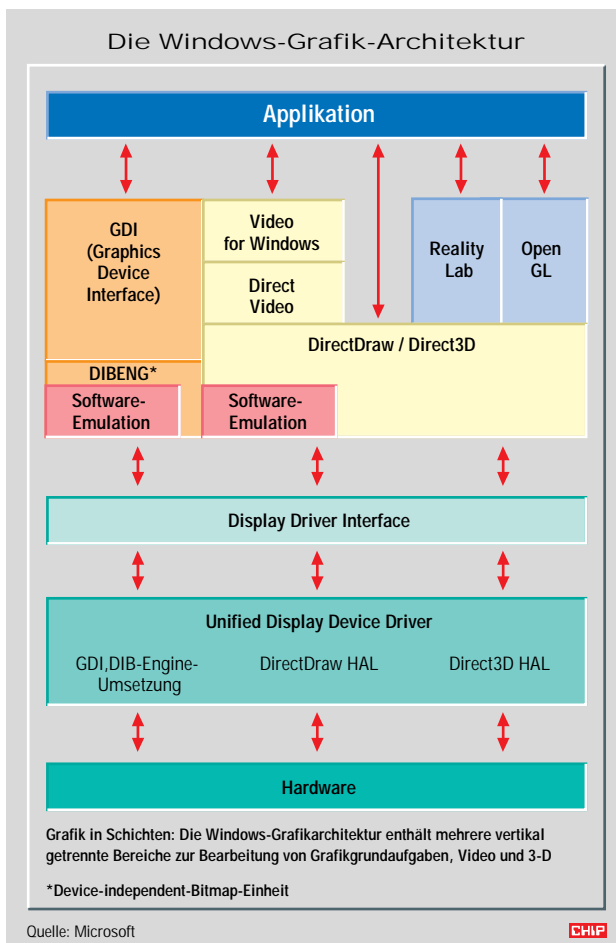 Die Windows-Grafik-Architektur
Applikation
GDI
(Graphics
Device
Interface)
Video
for Windows
Direct
Video
Reality
Lab
Open
GL
DirectDraw / Direct3D
DIBENG*
Software-
Emulation
Software-
Emulation
Display Driver Interface
Unified Display Device Driver
GDI,DIB-Engine-
Umsetzung
DirectDraw HAL
Direct3D HAL
Hardware
Grafik in Schichten: Die Windows-Grafikarchitektur enthält mehrere vertikal
getrennte Bereiche zur Bearbeitung von Grafikgrundaufgaben, Video und 3-D
*Device-independent-Bitmap-Einheit
Quelle: Microsoft
CHIP